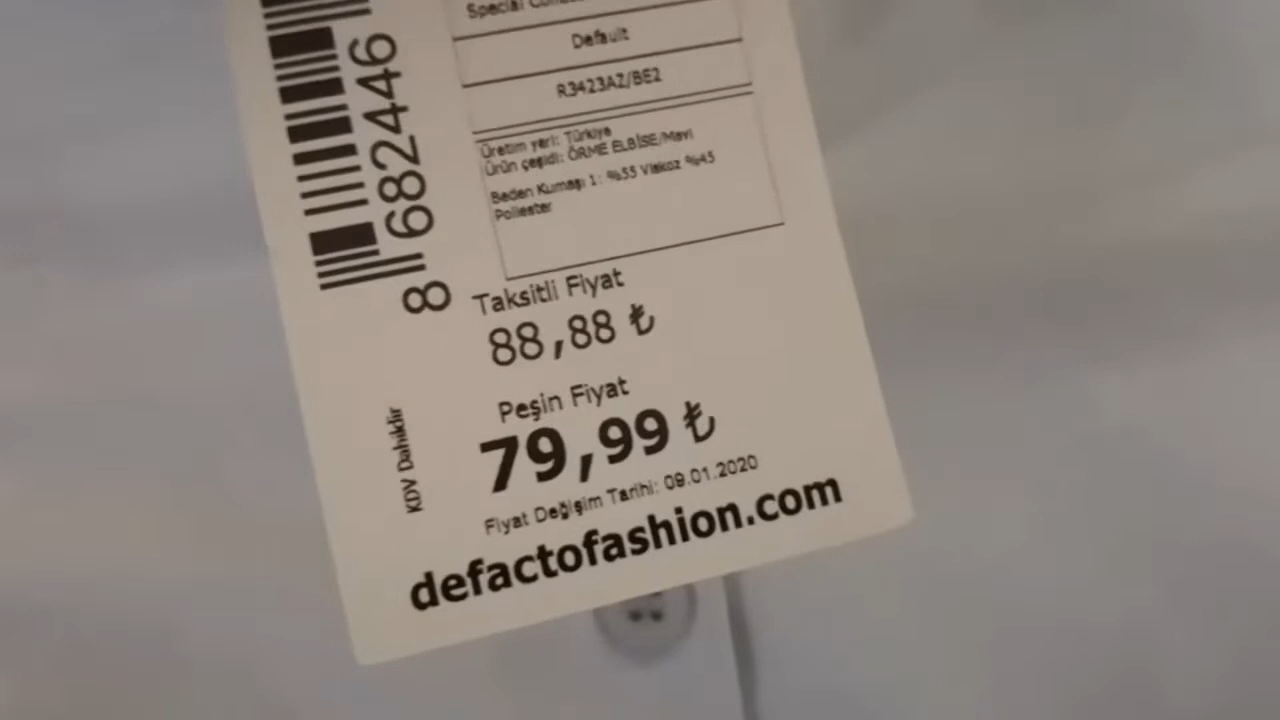 Special
Default
R3423AZ/BE2
Üretim yeri: Türkiye
Ürün çeşidi: ÖRME ELBİSE/Mavi
Beden Kumaşı 1: %55 Viskoz %45
Poliester
8 682446
Taksitli Fiyat
88,88 ₺
Peşin Fiyat
79,99 ₺
KDV Dahildir
Fiyat Değişim Tarihi: 09.01.2020
defactofashion.com